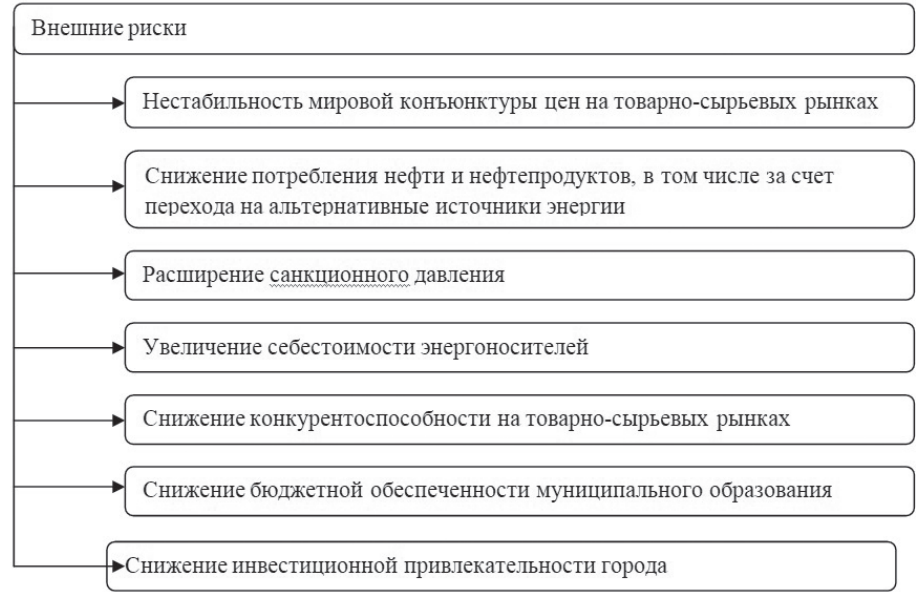 Внешние риски
Нестабильность мировой конъюнктуры цен на товарно-сырьевых рынках
Снижение потребления нефти и нефтепродуктов, в том числе за счет
перехода на альтернативные источники энергии
Расширение санкционного давления
Увеличение себестоимости энергоносителей
Снижение конкурентоспособности на товарно-сырьевых рынках
Снижение бюджетной обеспеченности муниципального образования
Снижение инвестиционной привлекательности города